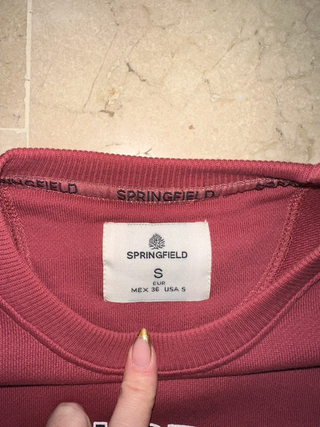 SPRINGFIELD
SPRINGFIELD
SPRINGFIELD
S
EUR
MEX 36 USA S